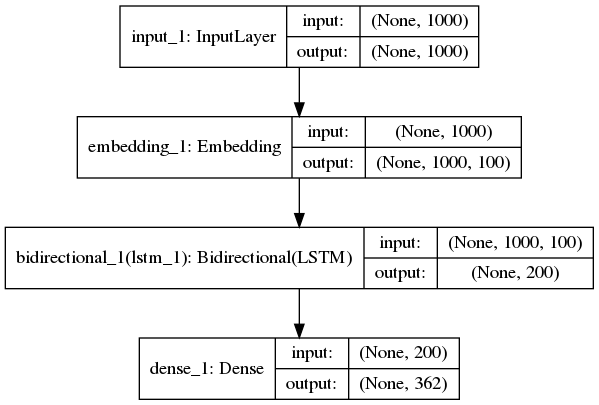 input_1: InputLayer
input: (None, 1000)
output: (None, 1000)
embedding_1: Embedding
input: (None, 1000)
output: (None, 1000, 100)
bidirectional_1(lstm_1): Bidirectional(LSTM)
input: (None, 1000, 100)
output: (None, 200)
dense_1: Dense
input: (None, 200)
output: (None, 362)